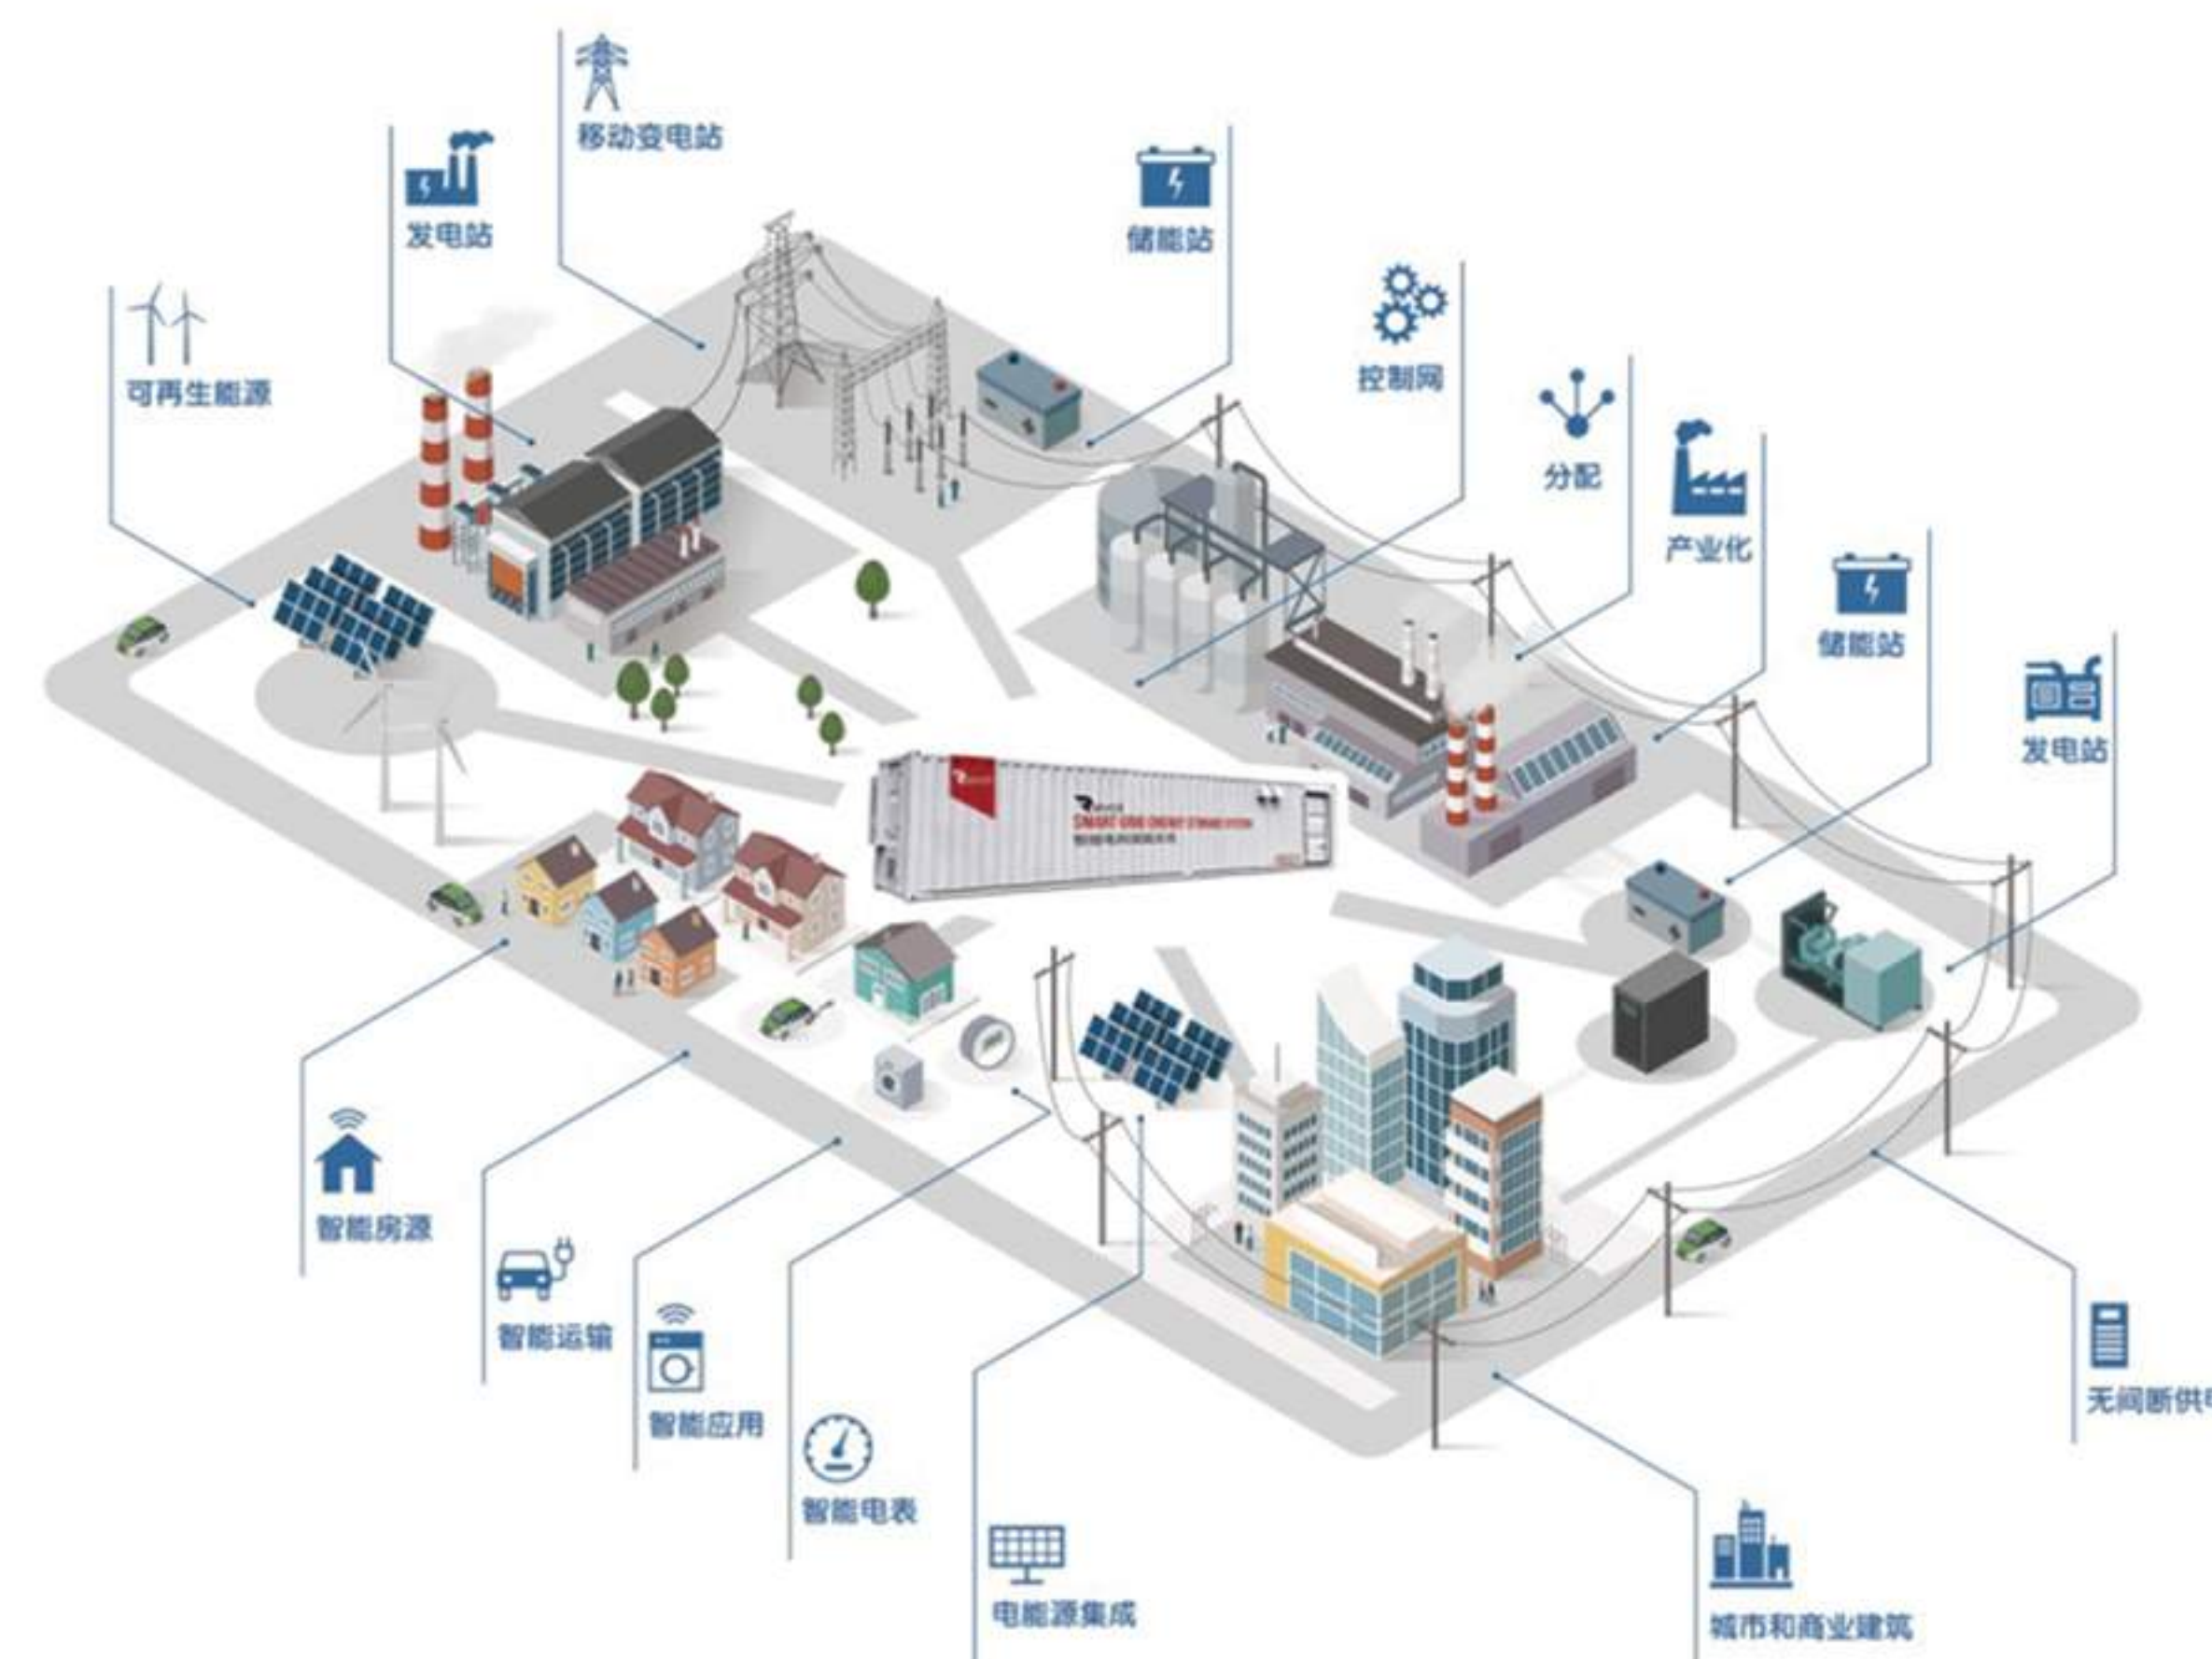 移动变电站
发电站
储能站
可再生能源
控制网
分配
产业化
储能站
发电站
SMART GRID ENERGY STORAGE SYSTEM
智能房源
智能运输
智能应用
智能电表
电能源集成
无间断供
城市和商业建筑